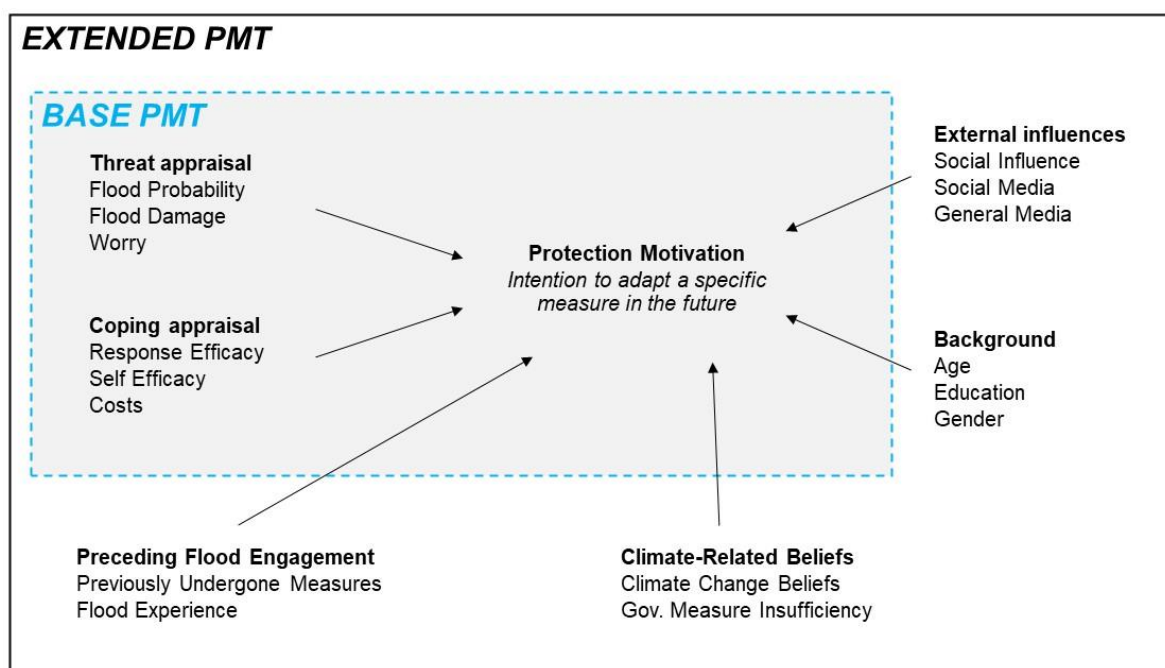 EXTENDED PMT
BASE PMT
Threat appraisal
Flood Probability
Flood Damage
Worry
Coping appraisal
Response Efficacy
Self Efficacy
Costs
Protection Motivation
Intention to adapt a specific
measure in the future
External influences
Social Influence
Social Media
General Media
Background
Age
Education
Gender
Preceding Flood Engagement
Previously Undergone Measures
Flood Experience
Climate-Related Beliefs
Climate Change Beliefs
Gov. Measure Insufficiency